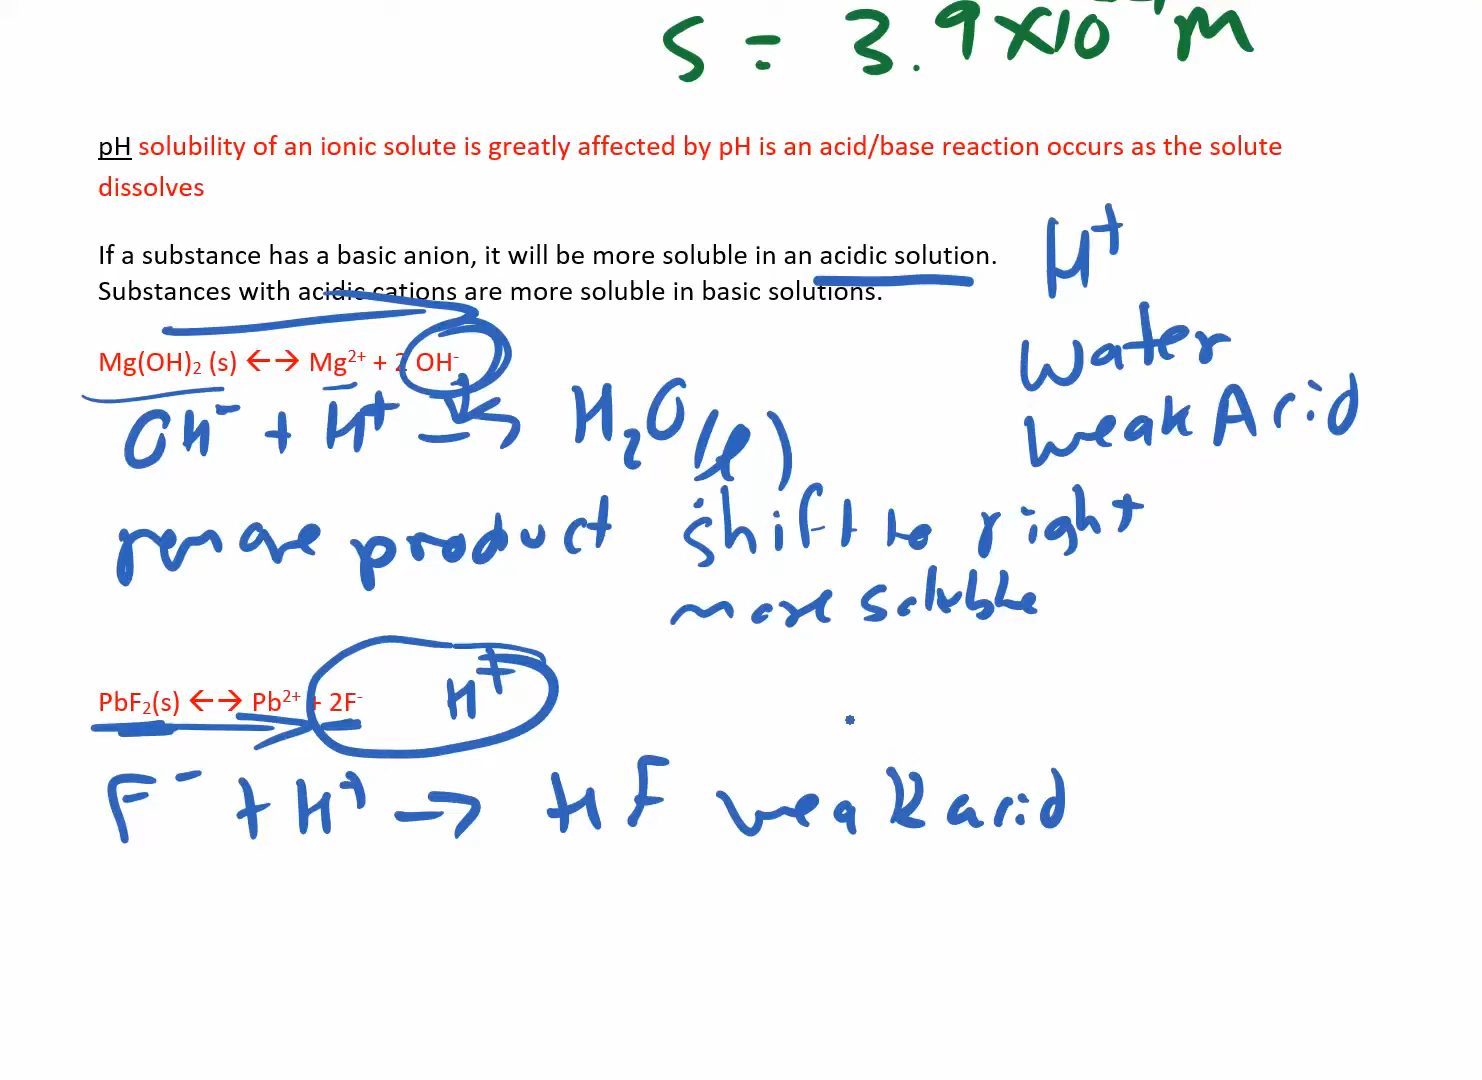 S = 3.9×10 M
pH solubility of an ionic solute is greatly affected by pH is an acid/base reaction occurs as the solute
dissolves
If a substance has a basic anion, it will be more soluble in an acidic solution.
Substances with acidic cations are more soluble in basic solutions.
H⁺
water
weak Acid
Mg(OH)₂ (s) ←→ Mg²⁺ + 2 OH⁻
OH⁻ + H⁺ → H₂O(l)
remove product shift to right
more soluble
H⁺
PbF₂(s) ←→ Pb²⁺ + 2F⁻
F⁻ + H⁺ → HF weak acid